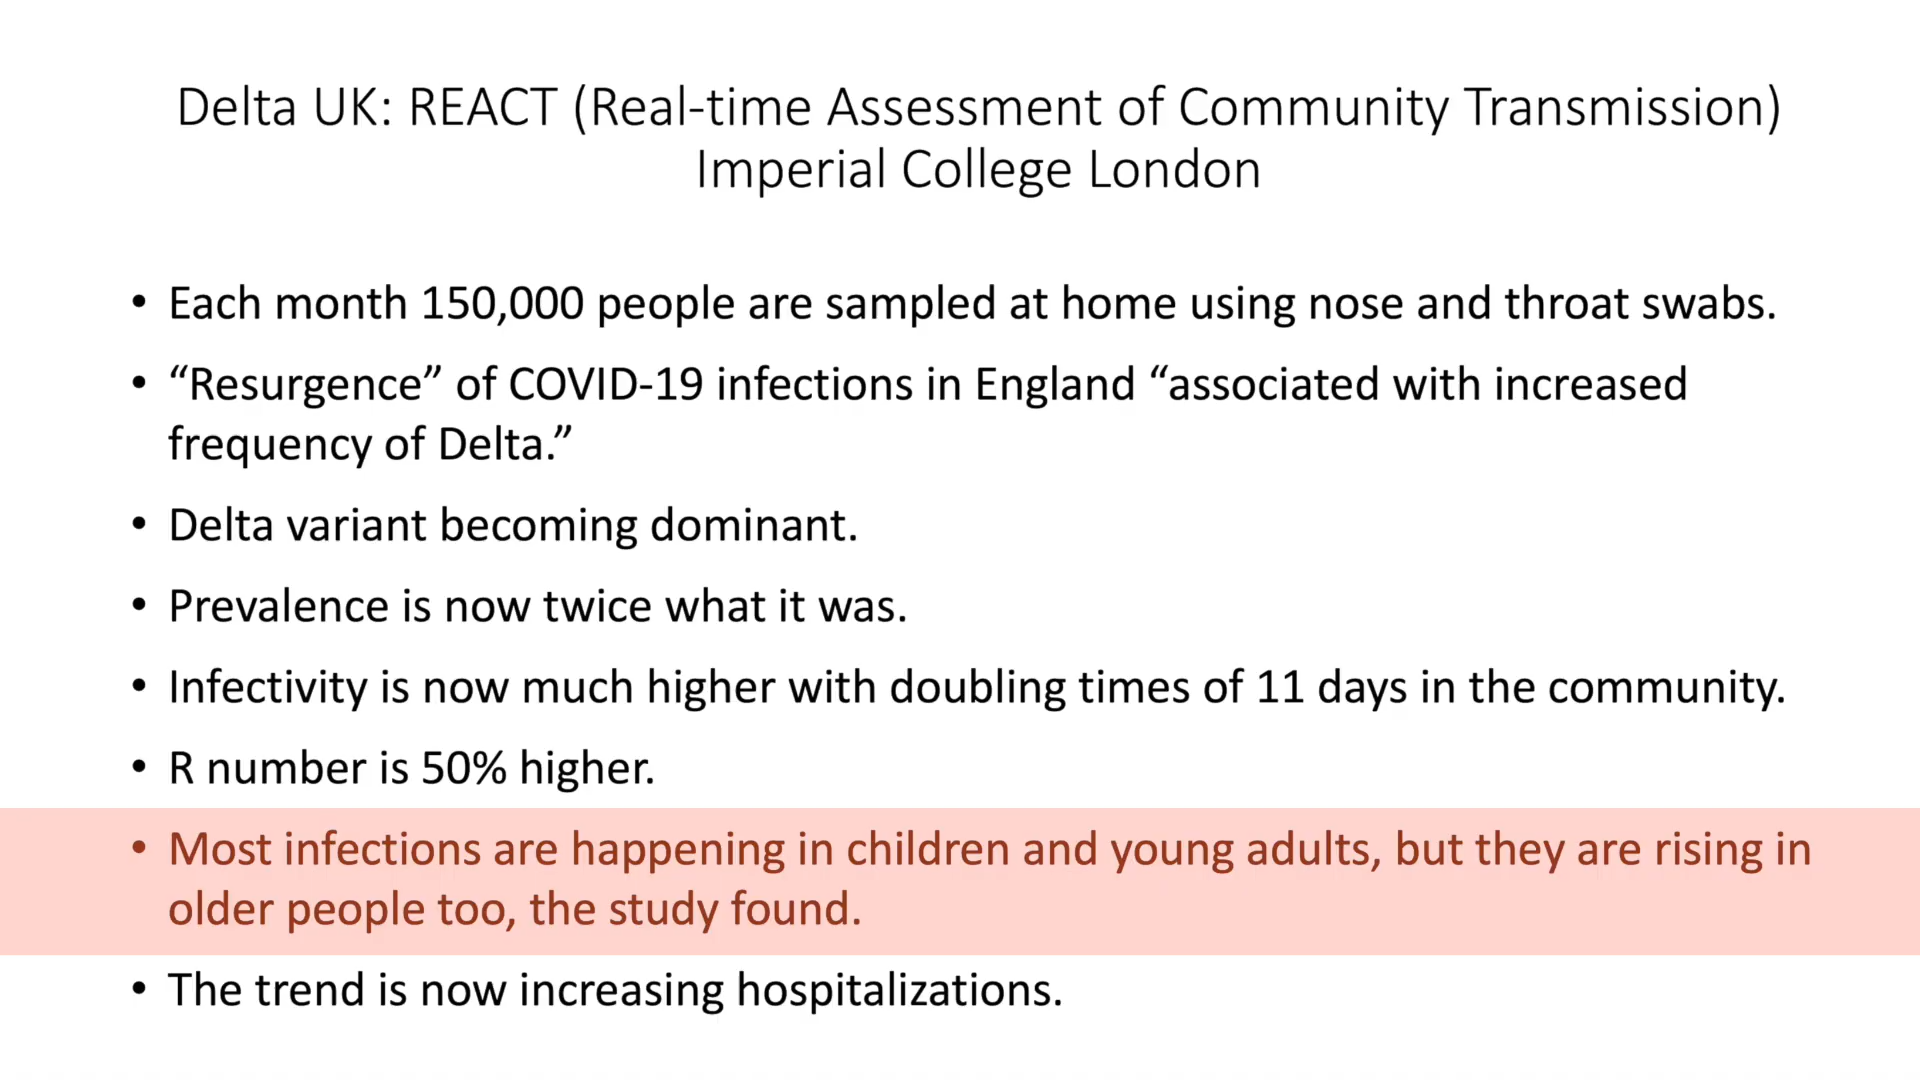 Delta UK: REACT (Real-time Assessment of Community Transmission)
Imperial College London
• Each month 150,000 people are sampled at home using nose and throat swabs.
• “Resurgence” of COVID-19 infections in England “associated with increased
frequency of Delta.”
• Delta variant becoming dominant.
• Prevalence is now twice what it was.
• Infectivity is now much higher with doubling times of 11 days in the community.
• R number is 50% higher.
• Most infections are happening in children and young adults, but they are rising in
older people too, the study found.
• The trend is now increasing hospitalizations.